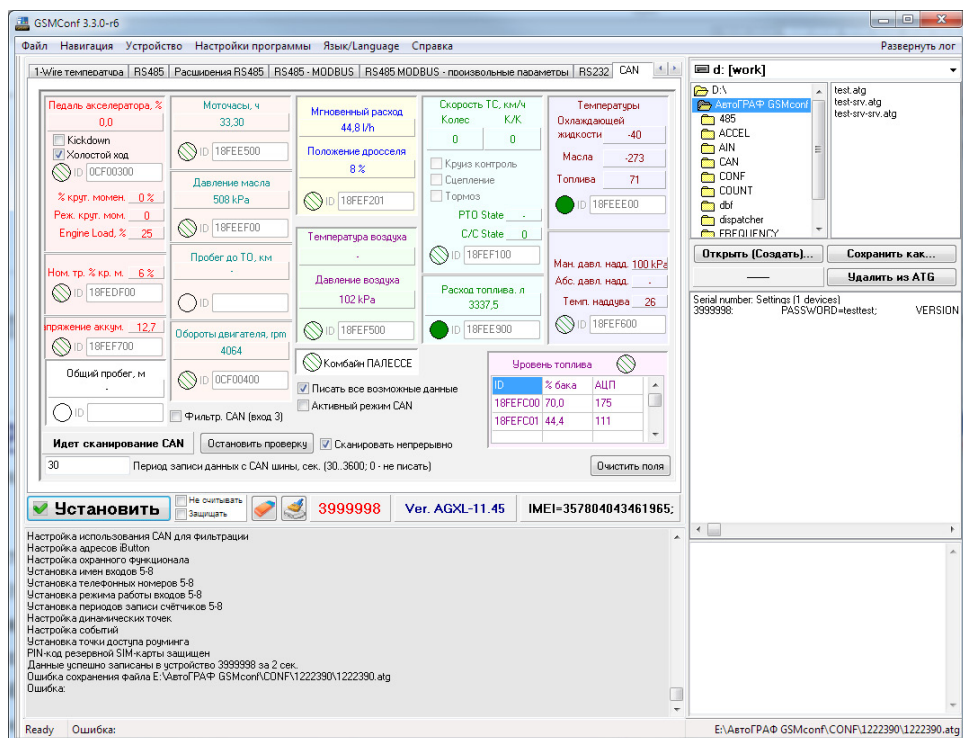 GSMConf 3.3.0-r6
Файл Навигация Устройство Настройки программы Язык/Language Справка Развернуть лог
1-Wire температура RS485 Расширения RS485 RS485 - MODBUS RS485 MODBUS - произвольные параметры RS232 CAN
Педаль акселератора, %
0,0
Kickdown
Холостой ход
ID 0CF00300
% крут. момен. 0 %
Реж. крут. мом. 0
Engine Load, % 25
Ном. тр. % кр. м. 6 %
ID 18FEDF00
пряжение аккум. 12,7
ID 18FEF700
Общий пробег, м
-
ID
Моточасы, ч
33,30
ID 18FEE500
Давление масла
508 kPa
ID 18FEEF00
Пробег до ТО, км
-
ID
Обороты двигателя, rpm
4064
ID 0CF00400
Фильтр. CAN (вход 3)
Мгновенный расход
44,8 l/h
Положение дросселя
8 %
ID 18FEF201
Температура воздуха
-
Давление воздуха
102 kPa
ID 18FEF500
Комбайн ПАЛЕССЕ
Писать все возможные данные
Активный режим CAN
Скорость ТС, км/ч
Колес К/К
0 0
Круиз контроль
Сцепление
Тормоз
PTO State -
C/C State 0
ID 18FEF100
Расход топлива, л
3337,5
ID 18FEE900
Температуры
Охлаждающей
жидкости -40
Масла -273
Топлива 71
ID 18FEEE00
Ман. давл. надд. 100 kPa
Абс. давл. надд. -
Темп. наддува 26
ID 18FEF600
Уровень топлива
ID % бака АЦП
18FEFC00 70,0 175
18FEFC01 44,4 111
Идет сканирование CAN Остановить проверку Сканировать непрерывно
30 Период записи данных с CAN шины, сек. (30..3600; 0 - не писать) Очистить поля
Установить Не считывать
Защищать
3999998 Ver. AGXL-11.45 IMEI=357804043461965;
Настройка использования CAN для фильтрации
Настройка адресов iButton
Настройка охранного функционала
Установка имен входов 5-8
Установка телефонных номеров 5-8
Установка режима работы входов 5-8
Установка периодов записи счётчиков 5-8
Настройка динамических точек
Настройка событий
Установка точки доступа роуминга
PIN-код резервной SIM-карты защищен
Данные успешно записаны в устройство 3999998 за 2 сек.
Ошибка сохранения файла E:\АвтоГРАФ GSMconf\CONF\1222390\1222390.atg
Ошибка:
d: [work]
D:\
АвтоГРАФ GSMconf
485
ACCEL
AIN
CAN
CONF
COUNT
dbf
dispatcher
FREQUENCY
test.atg
test-srv.atg
test-srv-srv.atg
Открыть (Создать)... Сохранить как...
Удалить из ATG
Serial number: Settings (1 devices)
3999998: PASSWORD=testtest; VERSION
Ready Ошибка: E:\АвтоГРАФ GSMconf\CONF\1222390\1222390.atg